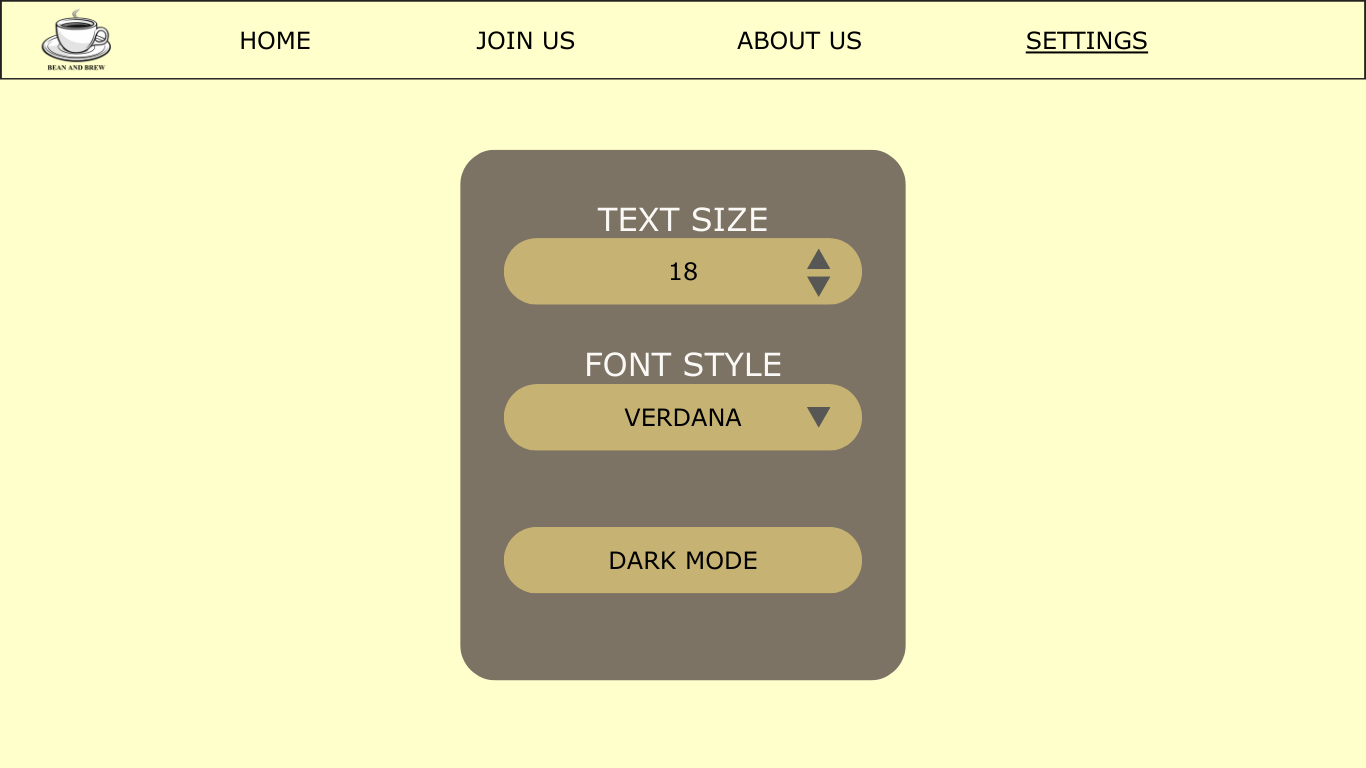 HOME JOIN US ABOUT US SETTINGS
BEAN AND BREW
TEXT SIZE
18
FONT STYLE
VERDANA
DARK MODE